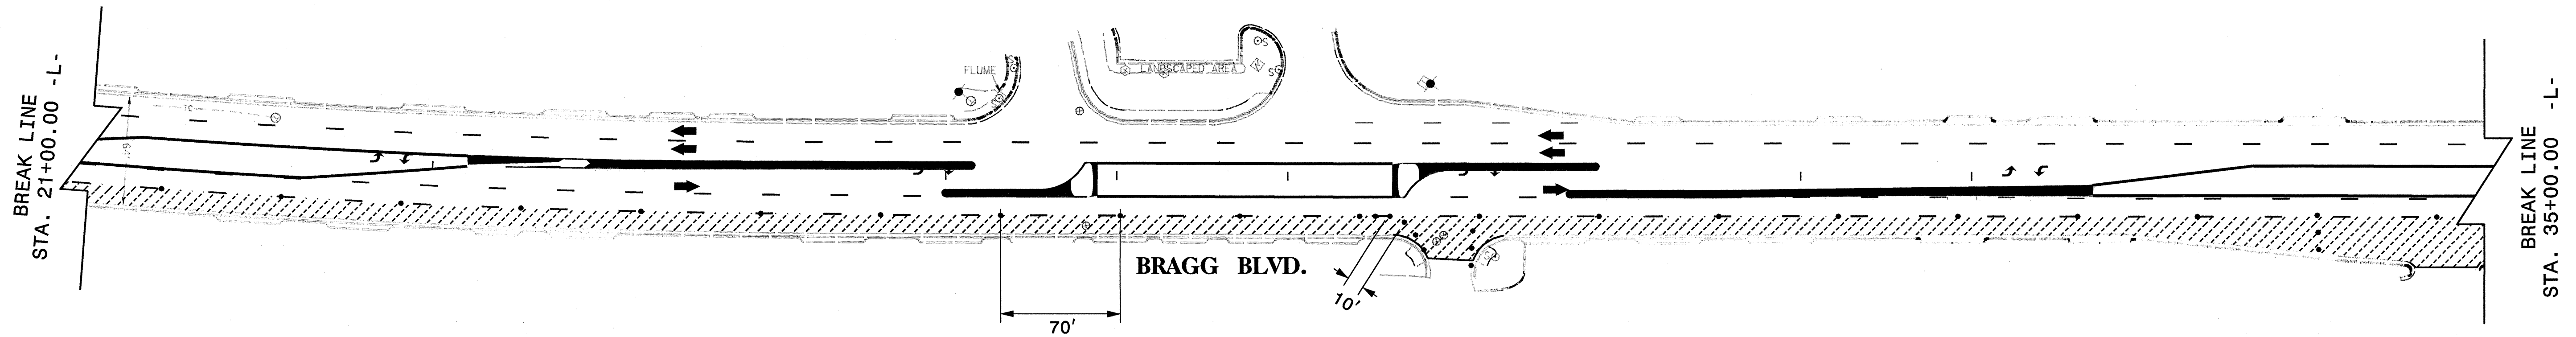 BREAK LINE
STA. 21+00.00 -L-
FLUME
S
LANDSCAPED AREA
S
S
BRAGG BLVD.
70'
10'
BREAK LINE
STA. 35+00.00 -L-